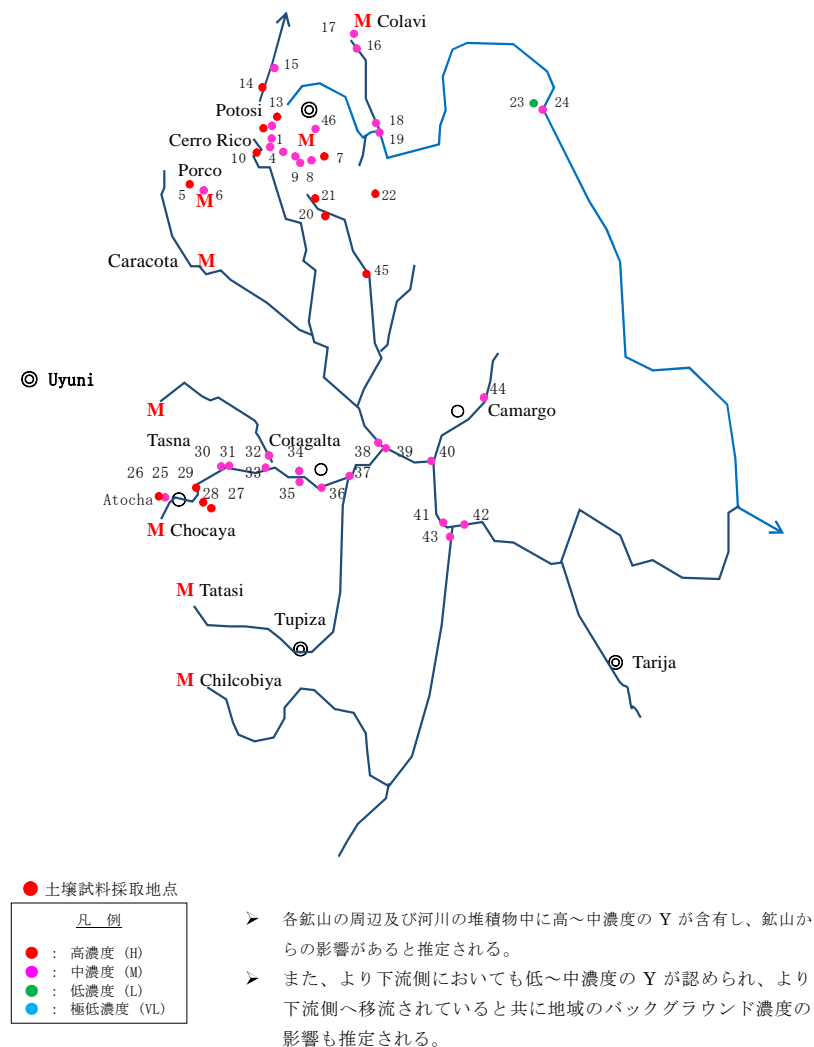 17
M Colavi
16
15
14
13
Potosi
46
18
23
24
Cerro Rico
1
M
19
10
4
7
Porco
9 8
5
M
6
21
22
20
Caracota
M
45
Uyuni
M
44
Camargo
Tasna
Cotagalta
38
30 31 32 34
39
40
26 25 29
33
37
Atocha
28 27
35
36
M Chocaya
41
42
43
M Tatasi
Tupiza
Tarija
M Chilcobiya
土壌試料採取地点
凡 例
: 高濃度 (H)
: 中濃度 (M)
: 低濃度 (L)
: 極低濃度 (VL)
➢ 各鉱山の周辺及び河川の堆積物中に高～中濃度の Y が含有し、鉱山か
らの影響があると推定される。
➢ また、より下流側においても低～中濃度の Y が認められ、より
下流側へ移流されていると共に地域のバックグラウンド濃度の
影響も推定される。